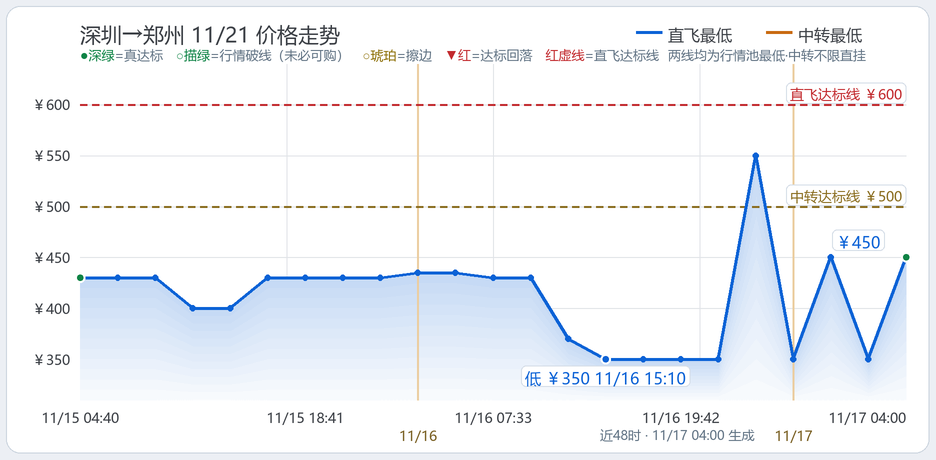 深圳→郑州 11/21 价格走势
直飞最低 中转最低
●深绿=真达标 ○描绿=行情破线（未必可购） ○琥珀=擦边 ▼红=达标回落 红虚线=直飞达标线 两线均为行情池最低·中转不限直挂
直飞达标线 ￥600
￥600
￥550
中转达标线 ￥500
￥500
￥450
￥450
￥400
￥350
低 ￥350 11/16 15:10
11/15 04:40 11/15 18:41 11/16 07:33 11/16 19:42 11/17 04:00
11/16 近48时 · 11/17 04:00 生成 11/17